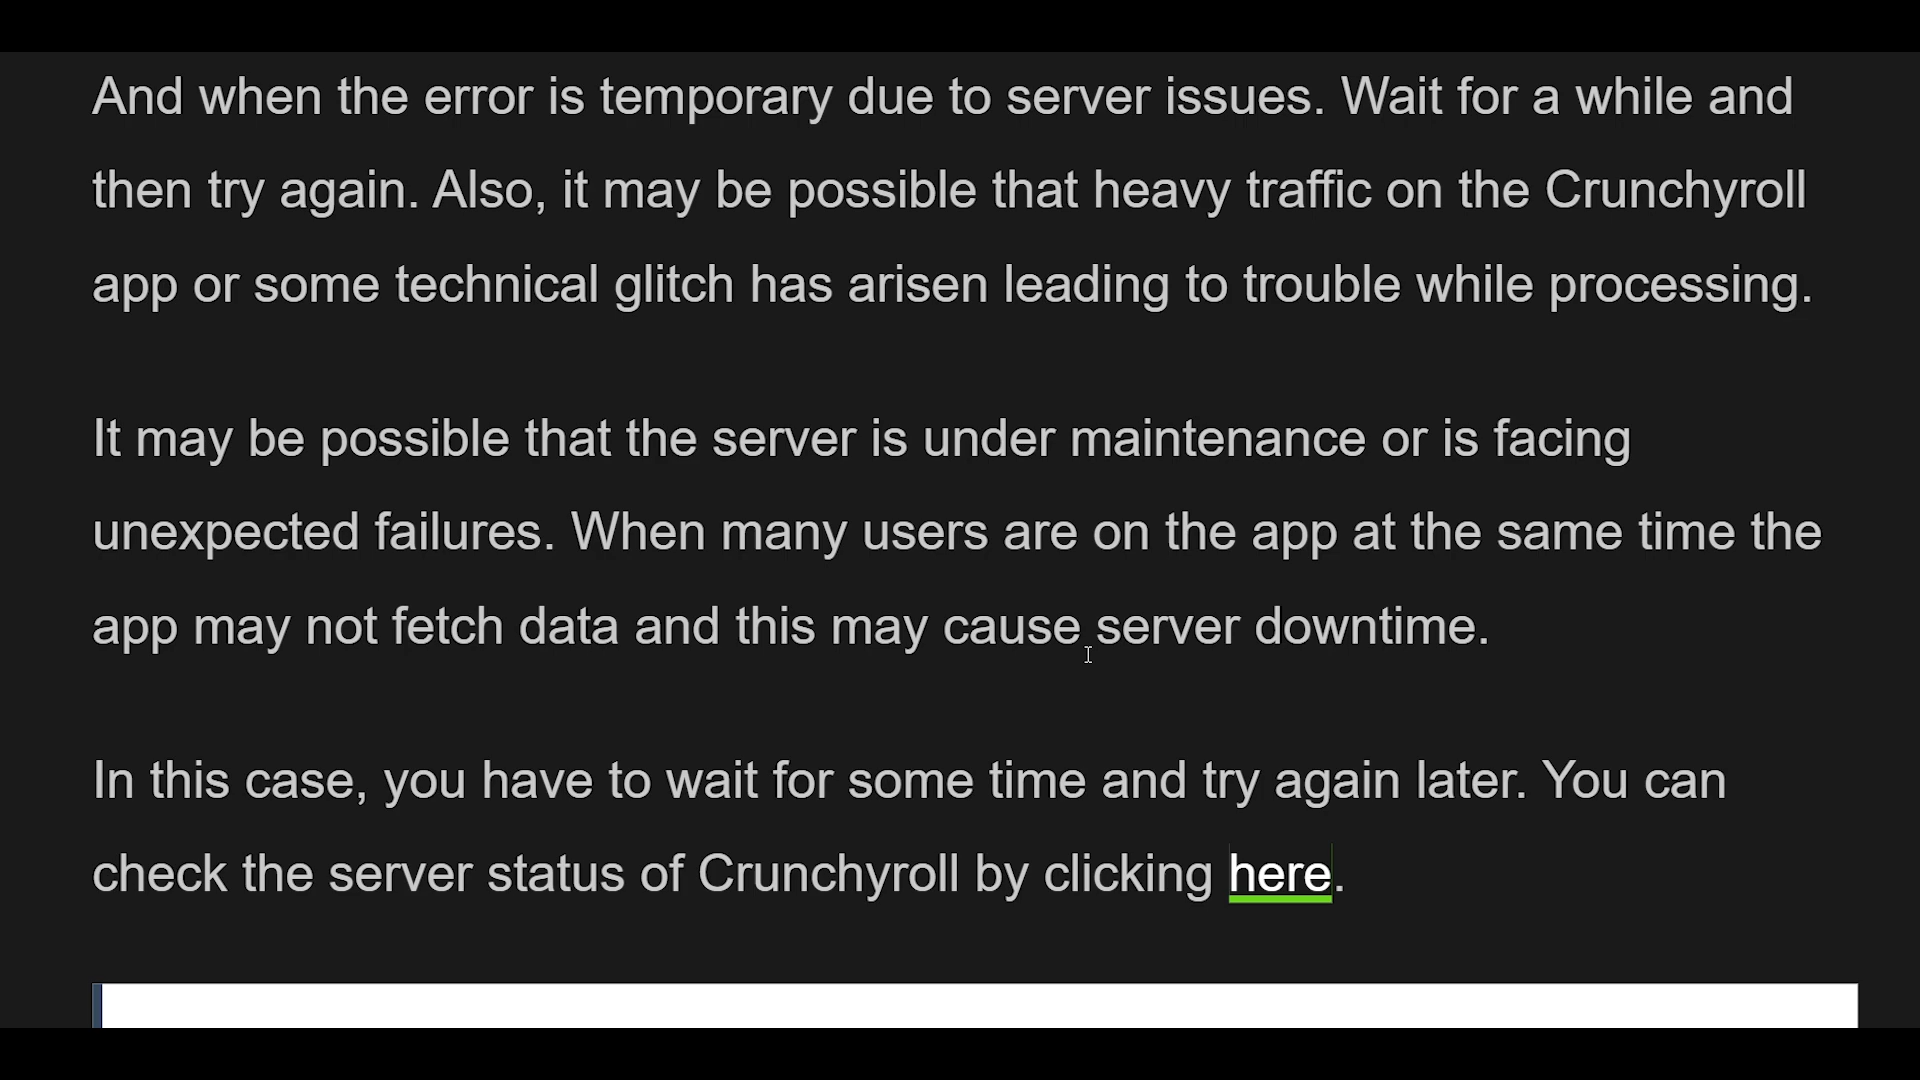 And when the error is temporary due to server issues. Wait for a while and
then try again. Also, it may be possible that heavy traffic on the Crunchyroll
app or some technical glitch has arisen leading to trouble while processing.
It may be possible that the server is under maintenance or is facing
unexpected failures. When many users are on the app at the same time the
app may not fetch data and this may cause server downtime.
In this case, you have to wait for some time and try again later. You can
check the server status of Crunchyroll by clicking here.